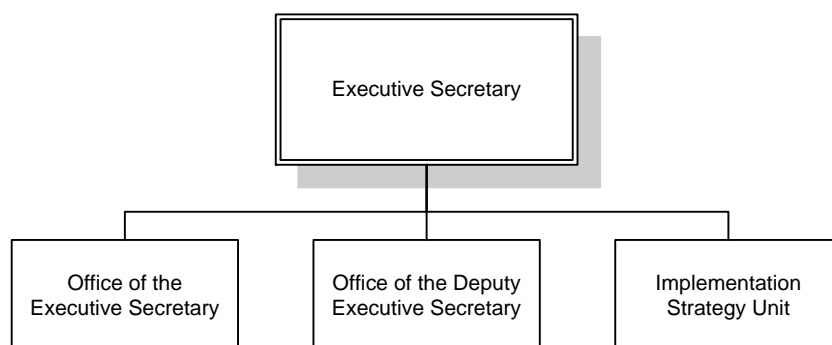 Executive Secretary
Office of the
Executive Secretary
Office of the Deputy
Executive Secretary
Implementation
Strategy Unit